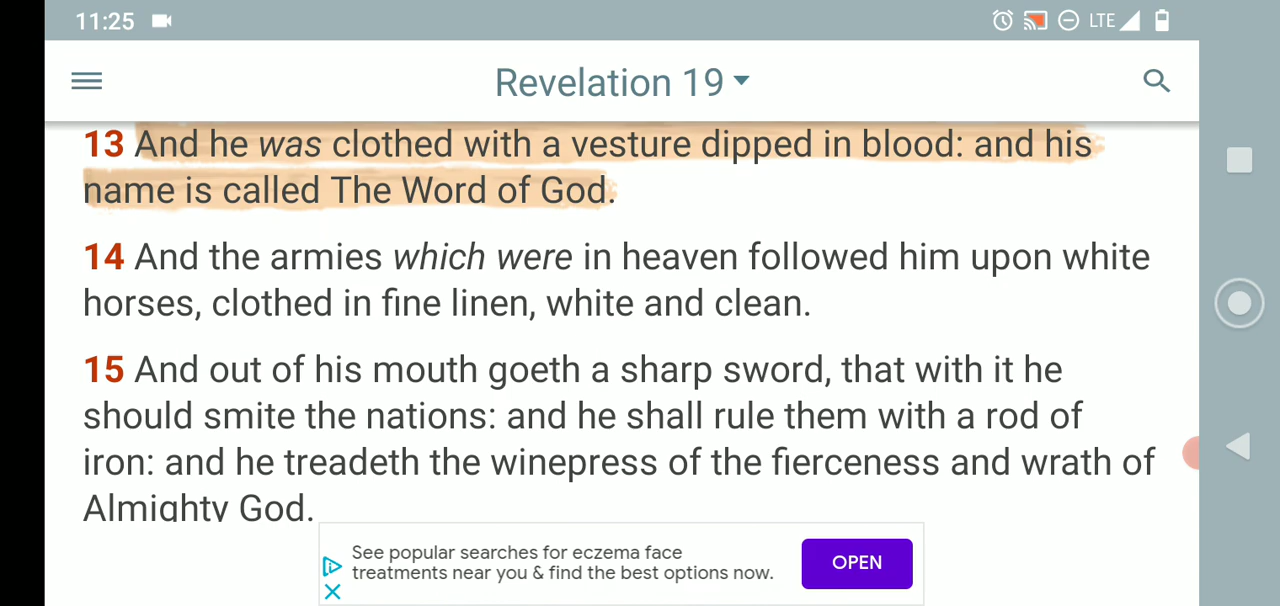 11:25 LTE
Revelation 19
13 And he was clothed with a vesture dipped in blood: and his
name is called The Word of God.
14 And the armies which were in heaven followed him upon white
horses, clothed in fine linen, white and clean.
15 And out of his mouth goeth a sharp sword, that with it he
should smite the nations: and he shall rule them with a rod of
iron: and he treadeth the winepress of the fierceness and wrath of
Almighty God.
See popular searches for eczema face
treatments near you & find the best options now.
OPEN